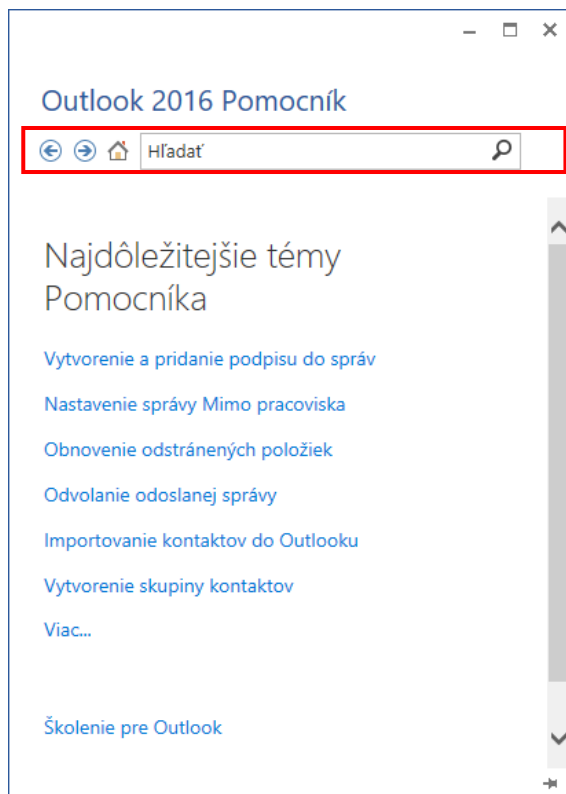 Outlook 2016 Pomocník
Hľadať
Najdôležitejšie témy
Pomocníka
Vytvorenie a pridanie podpisu do správ
Nastavenie správy Mimo pracoviska
Obnovenie odstránených položiek
Odvolanie odoslanej správy
Importovanie kontaktov do Outlooku
Vytvorenie skupiny kontaktov
Viac...
Školenie pre Outlook